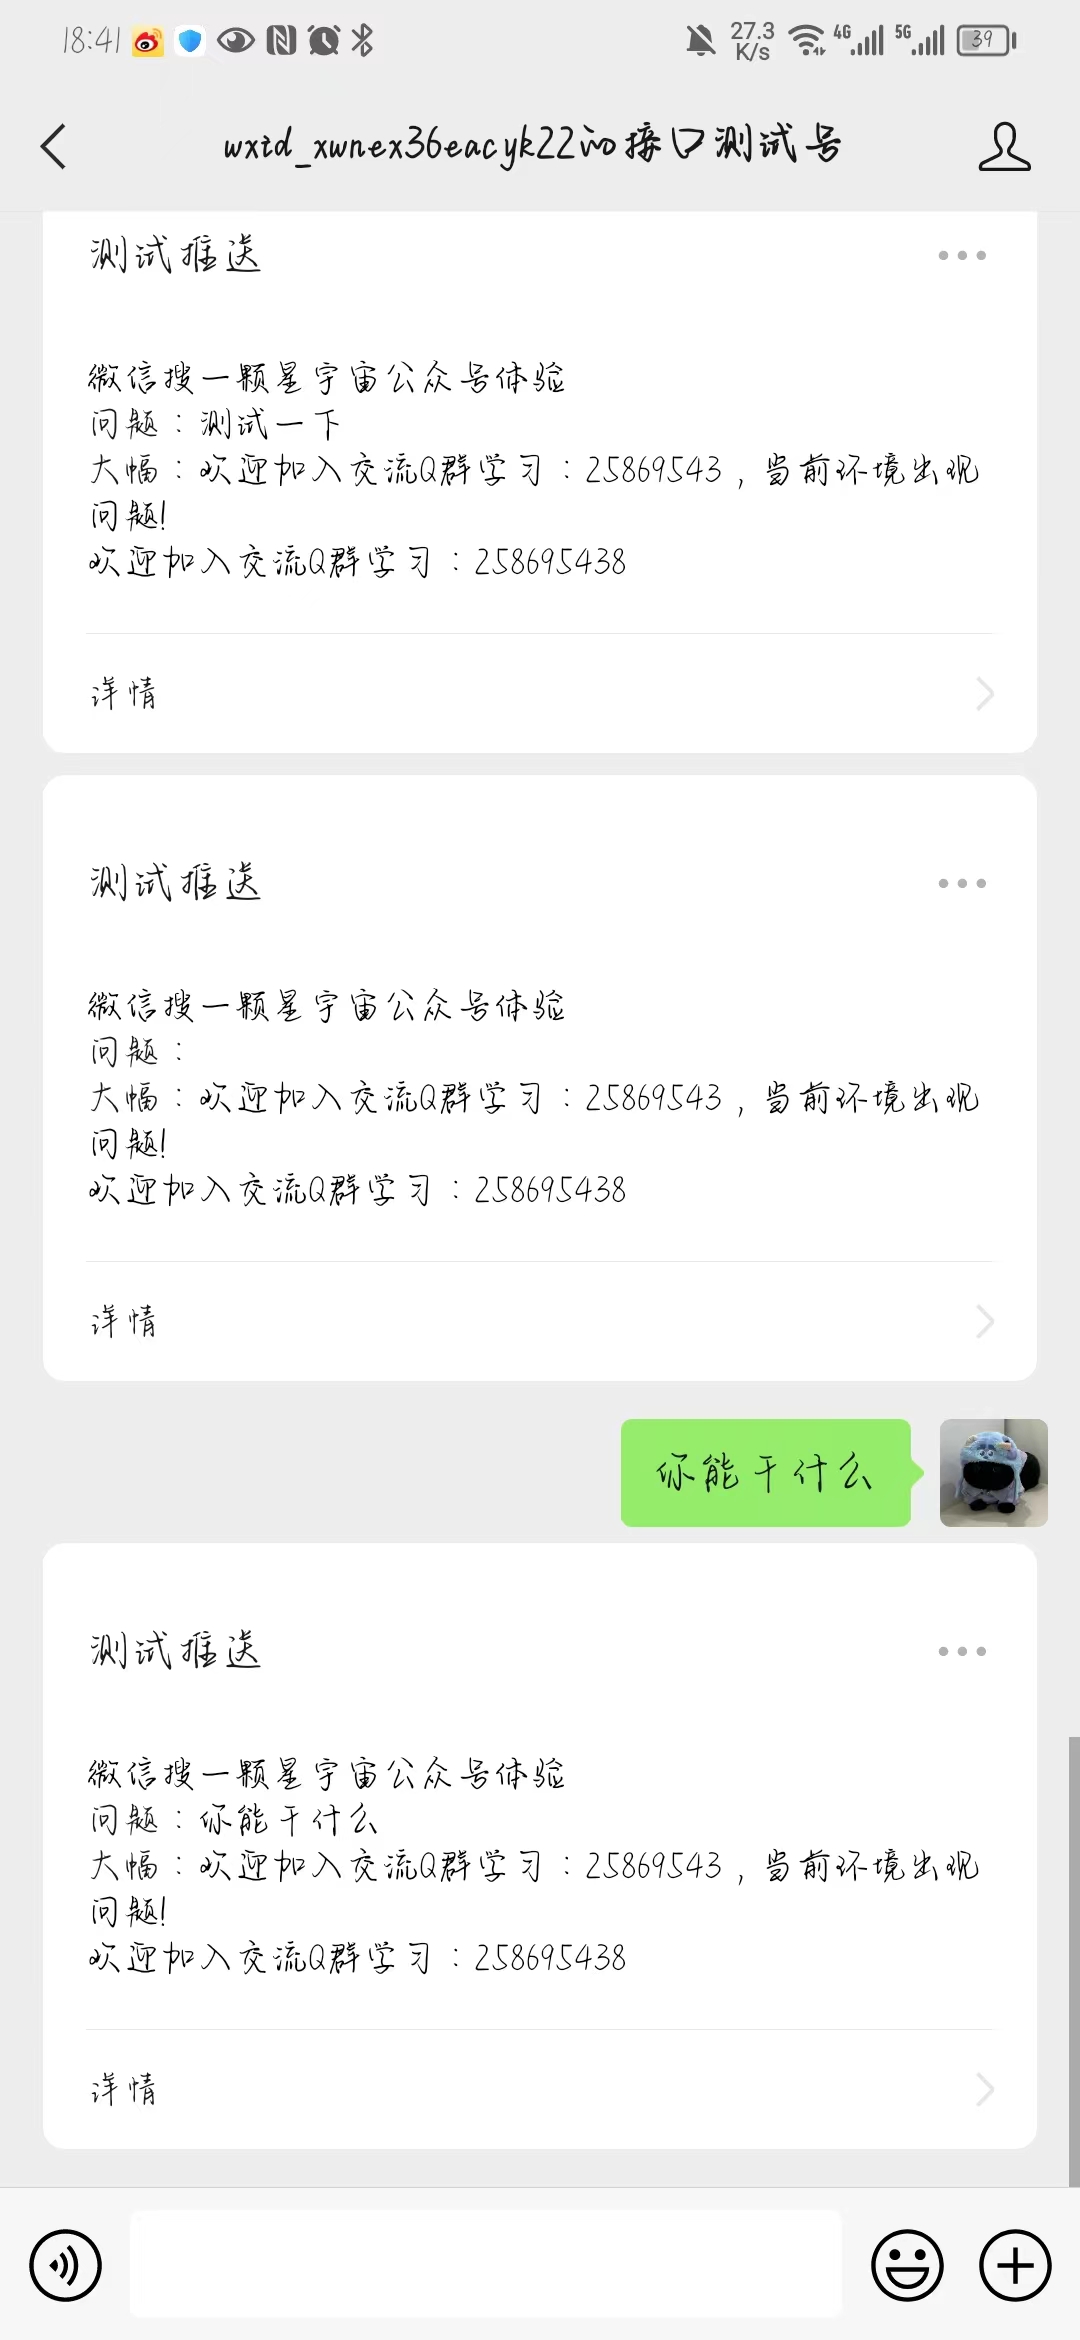 18:41
27.3 K/s
4G
5G
39
wxid_xwnex36eacyk22的接口测试号
测试推送
微信搜一颗星宇宙公众号体验
问题：测试一下
大幅：欢迎加入交流Q群学习：25869543，当前环境出现
问题!
欢迎加入交流Q群学习：258695438
详情
测试推送
微信搜一颗星宇宙公众号体验
问题：
大幅：欢迎加入交流Q群学习：25869543，当前环境出现
问题!
欢迎加入交流Q群学习：258695438
详情
你能干什么
测试推送
微信搜一颗星宇宙公众号体验
问题：你能干什么
大幅：欢迎加入交流Q群学习：25869543，当前环境出现
问题!
欢迎加入交流Q群学习：258695438
详情